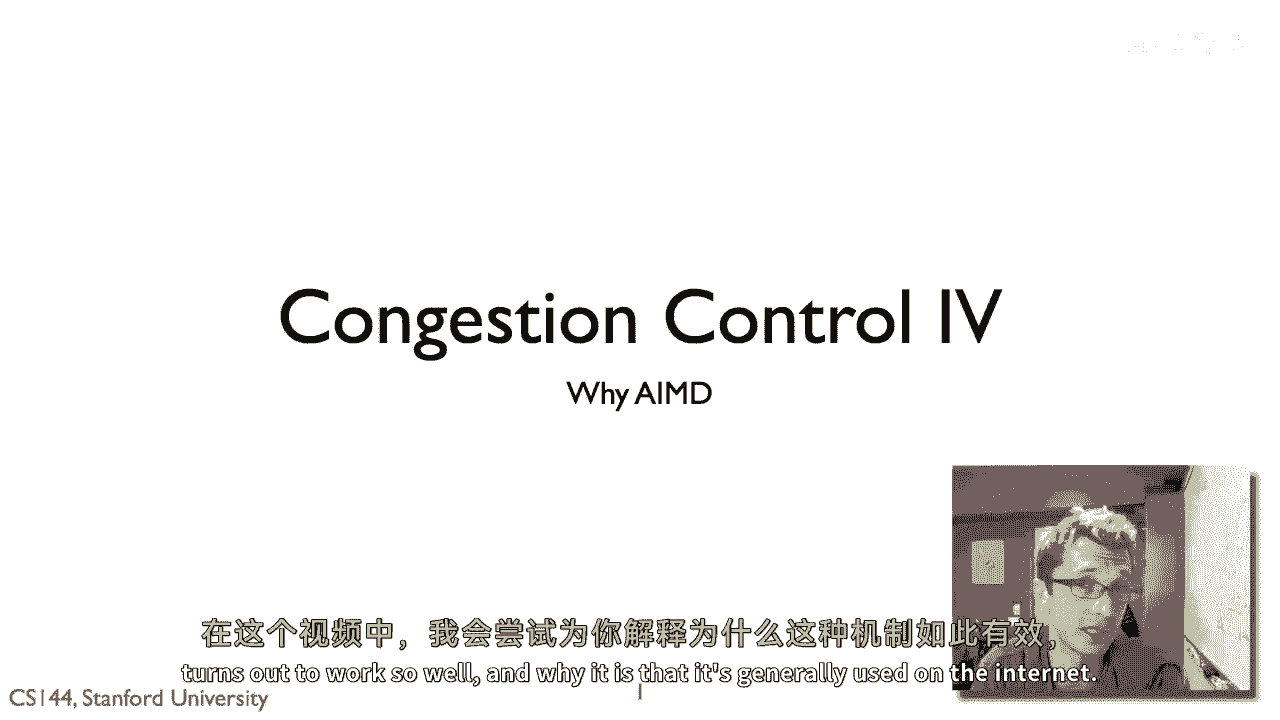 Congestion Control IV
Why AIMD
在这个视频中，我会尝试为你解释为什么这种机制如此有效，
turns out to work so well, and why it is that it's generally used on the internet.
CS144, Stanford University
1